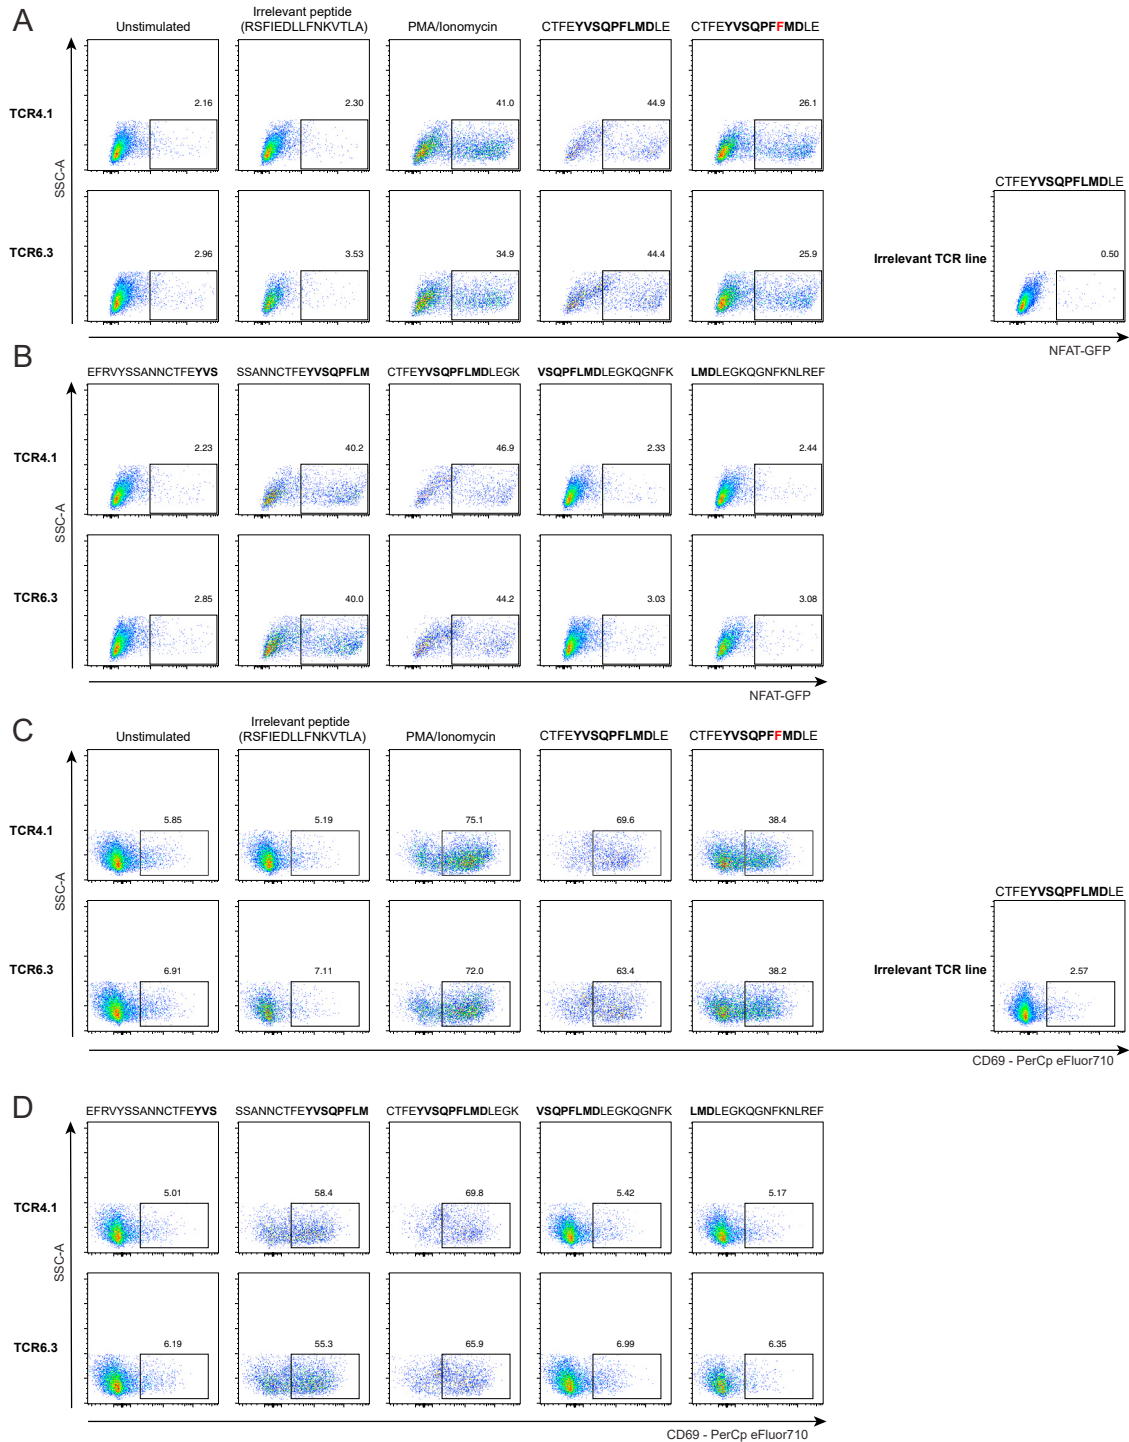 A
Unstimulated
Irrelevant peptide
(RSFIEDLLFNKVTLA)
PMA/Ionomycin
CTFEYVSQPFLMDLE
CTFEYVSQPFFMDLE
TCR4.1
2.16
2.30
41.0
44.9
26.1
SSC-A
TCR6.3
2.96
3.53
34.9
44.4
25.9
Irrelevant TCR line
CTFEYVSQPFLMDLE
0.50
NFAT-GFP
B
EFRVYSSANNCTFEYVS
SSANNCTFEYVSQPFLM
CTFEYVSQPFLMDLEGK
VSQPFLMDLEGKQGNFK
LMDLEGKQGNFKNLREF
TCR4.1
2.23
40.2
46.9
2.33
2.44
SSC-A
TCR6.3
2.85
40.0
44.2
3.03
3.08
NFAT-GFP
C
Unstimulated
Irrelevant peptide
(RSFIEDLLFNKVTLA)
PMA/Ionomycin
CTFEYVSQPFLMDLE
CTFEYVSQPFFMDLE
TCR4.1
5.85
5.19
75.1
69.6
38.4
SSC-A
TCR6.3
6.91
7.11
72.0
63.4
38.2
Irrelevant TCR line
CTFEYVSQPFLMDLE
2.57
CD69 - PerCp eFluor710
D
EFRVYSSANNCTFEYVS
SSANNCTFEYVSQPFLM
CTFEYVSQPFLMDLEGK
VSQPFLMDLEGKQGNFK
LMDLEGKQGNFKNLREF
TCR4.1
5.01
58.4
69.8
5.42
5.17
SSC-A
TCR6.3
6.19
55.3
65.9
6.99
6.35
CD69 - PerCp eFluor710